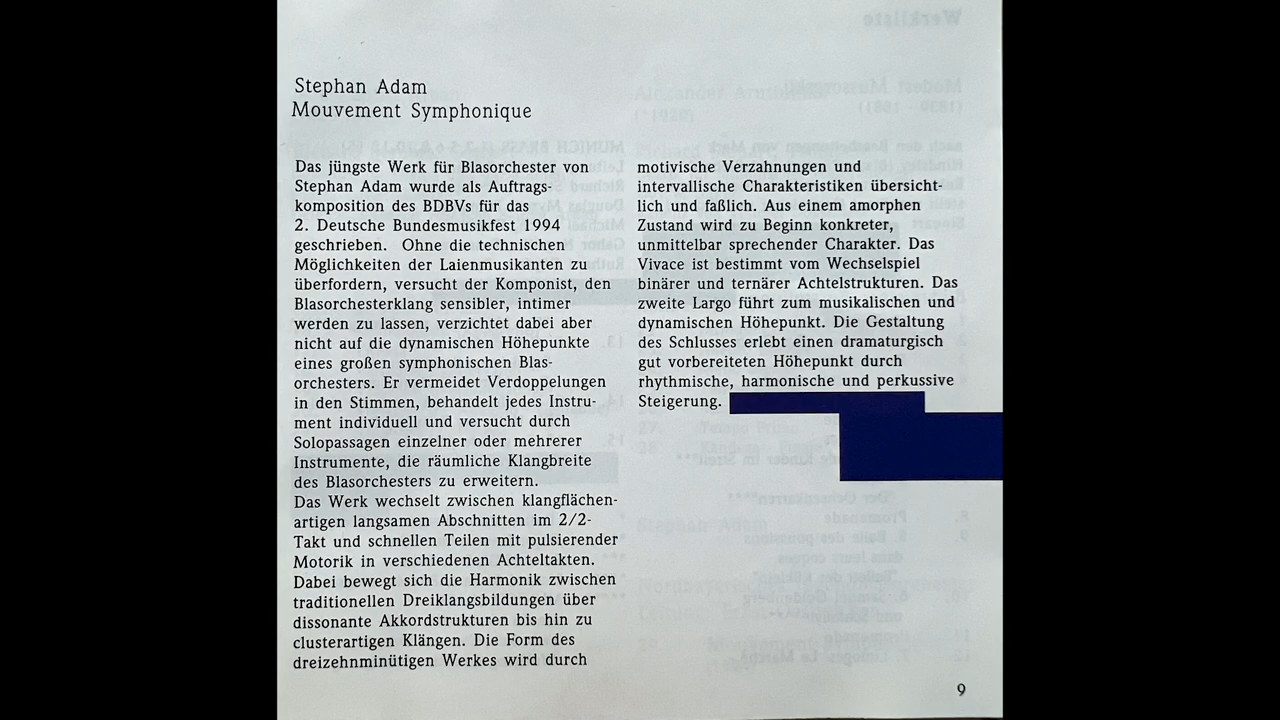 Stephan Adam
Mouvement Symphonique
Das jüngste Werk für Blasorchester von
Stephan Adam wurde als Auftrags-
komposition des BDBVs für das
2. Deutsche Bundesmusikfest 1994
geschrieben. Ohne die technischen
Möglichkeiten der Laienmusikanten zu
überfordern, versucht der Komponist, den
Blasorchesterklang sensibler, intimer
werden zu lassen, verzichtet dabei aber
nicht auf die dynamischen Höhepunkte
eines großen symphonischen Blas-
orchesters. Er vermeidet Verdoppelungen
in den Stimmen, behandelt jedes Instru-
ment individuell und versucht durch
Solopassagen einzelner oder mehrerer
Instrumente, die räumliche Klangbreite
des Blasorchesters zu erweitern.
Das Werk wechselt zwischen klangflächen-
artigen langsamen Abschnitten im 2/2-
Takt und schnellen Teilen mit pulsierender
Motorik in verschiedenen Achteltakten.
Dabei bewegt sich die Harmonik zwischen
traditionellen Dreiklangsbildungen über
dissonante Akkordstrukturen bis hin zu
clusterartigen Klängen. Die Form des
dreizehnminütigen Werkes wird durch
motivische Verzahnungen und
intervallische Charakteristiken übersicht-
lich und faßlich. Aus einem amorphen
Zustand wird zu Beginn konkreter,
unmittelbar sprechender Charakter. Das
Vivace ist bestimmt vom Wechselspiel
binärer und ternärer Achtelstrukturen. Das
zweite Largo führt zum musikalischen und
dynamischen Höhepunkt. Die Gestaltung
des Schlusses erlebt einen dramaturgisch
gut vorbereiteten Höhepunkt durch
rhythmische, harmonische und perkussive
Steigerung.
9